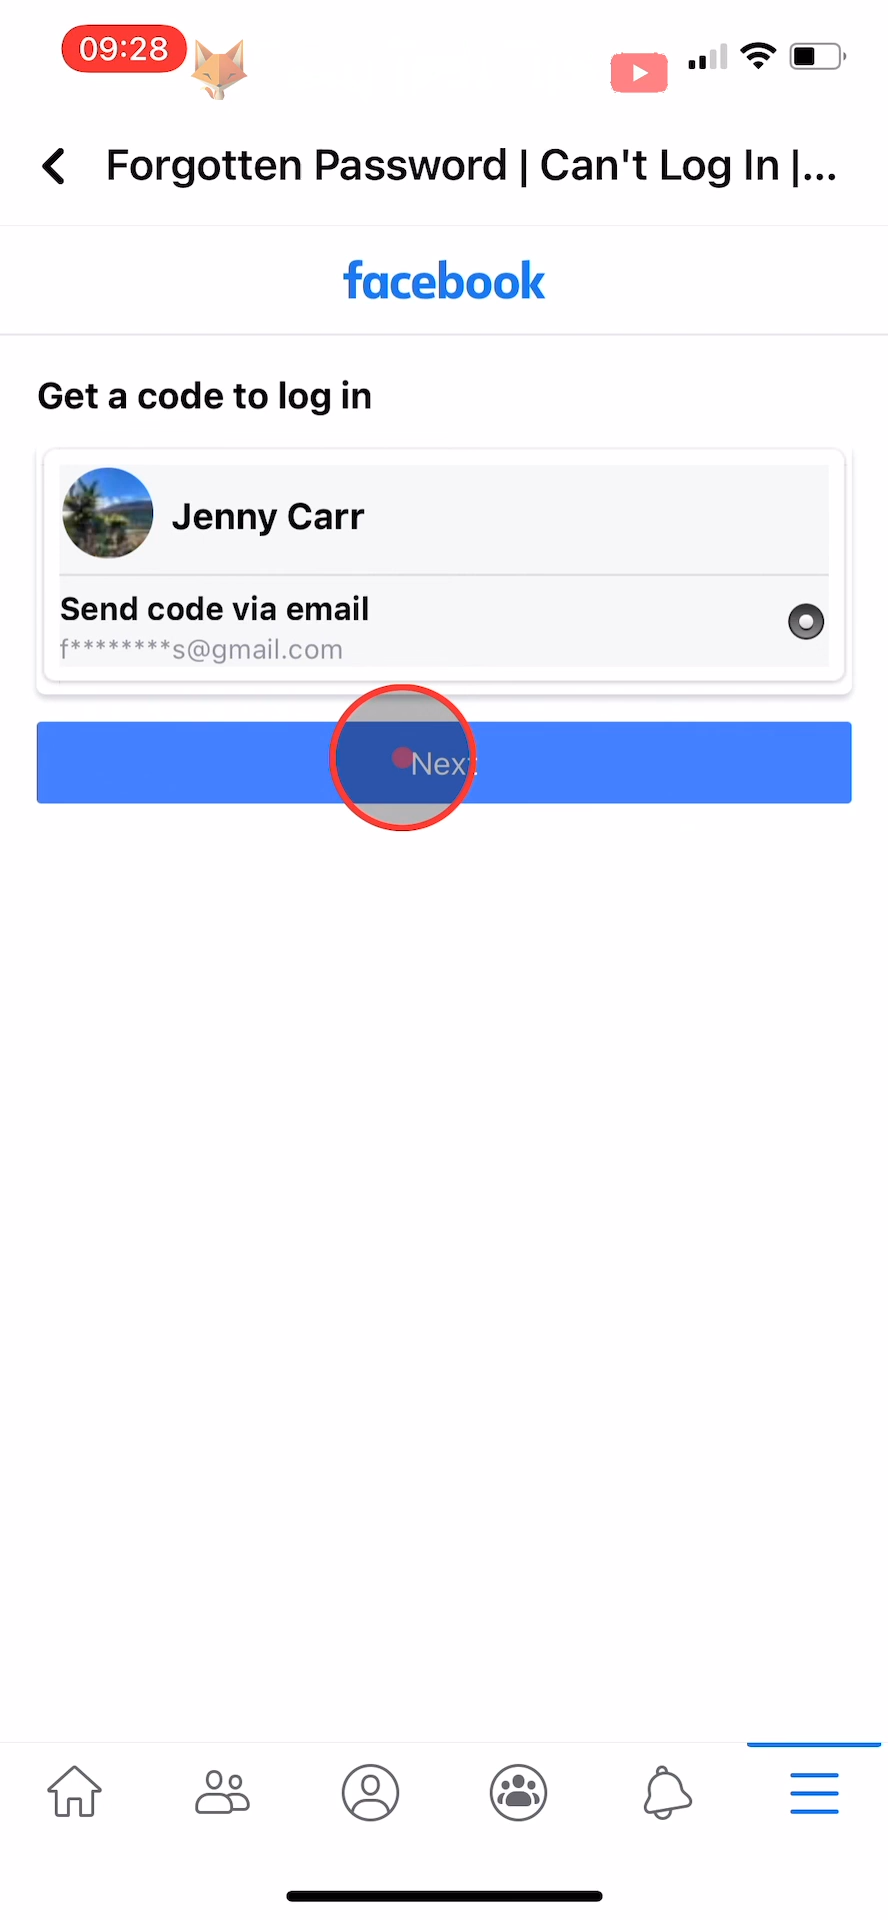 09:28
Forgotten Password | Can't Log In |...
facebook
Get a code to log in
Jenny Carr
Send code via email
f********s@gmail.com
Next